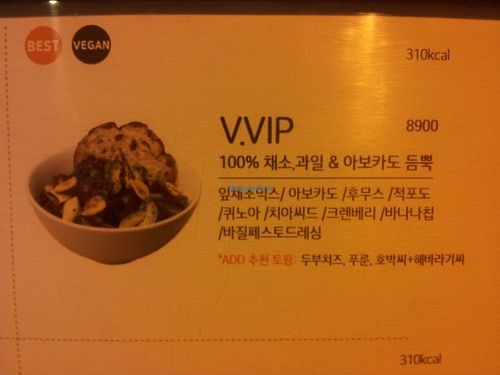 BEST VEGAN
310kcal
V.VIP 8900
100% 채소,과일 & 아보카도 듬뿍
잎채소믹스/ 아보카도 /후무스 /적포도
/퀴노아 /치아씨드 /크렌베리 /바나나칩
/바질페스토드레싱
*ADD 추천 토핑: 두부치즈, 푸룬, 호박씨+해바라기씨
310kcal